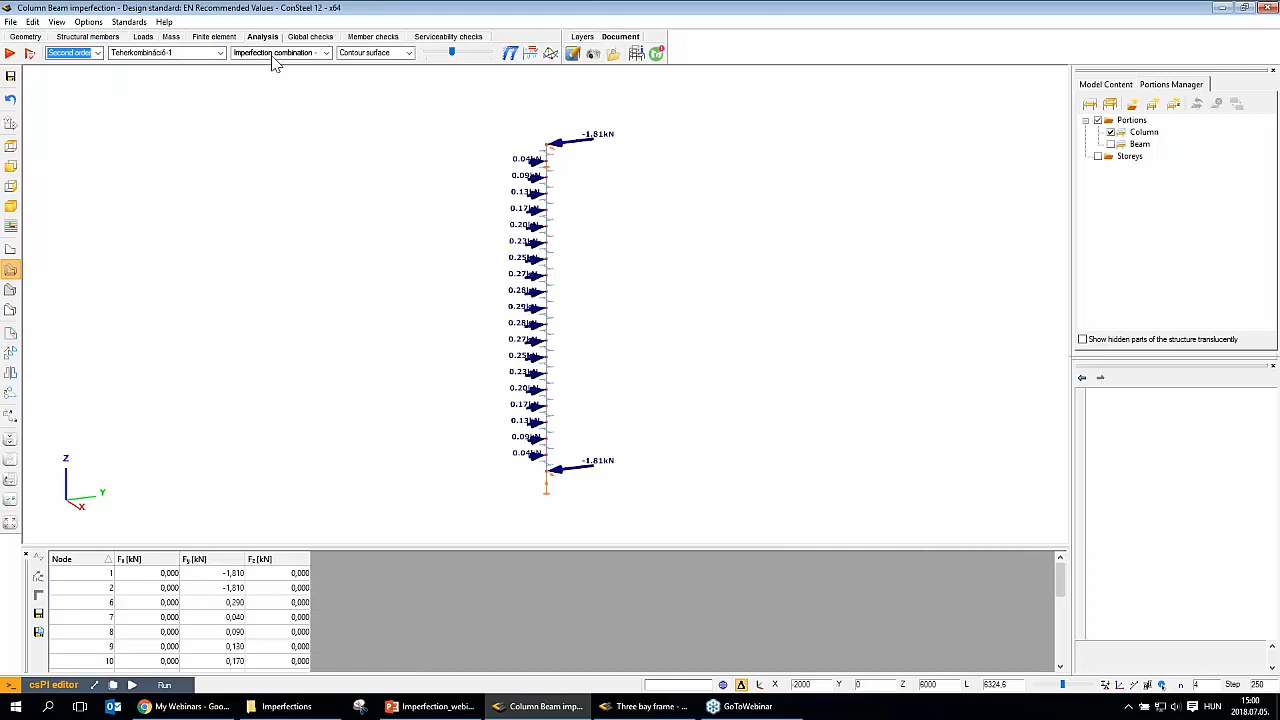 Column Beam imperfection - Design standard: EN Recommended Values - ConSteel 12 - x64
File Edit View Options Standards Help
Geometry Structural members Loads Mass Finite element Analysis Global checks Member checks Serviceability checks Layers Document
Second order Teherkombináció-1 Imperfection combination - Contour surface
Model Content Portions Manager
Portions
Column
Beam
Storeys
-1.81kN
0.04kN
0.09kN
0.13kN
0.17kN
0.20kN
0.23kN
0.25kN
0.27kN
0.28kN
0.29kN
0.28kN
0.27kN
0.25kN
0.23kN
0.20kN
0.17kN
0.13kN
0.09kN
0.04kN
-1.81kN
Show hidden parts of the structure translucently
Z
Y
X
Node Fx [kN] Fy [kN] Fz [kN]
1 0,000 -1,810 0,000
2 0,000 -1,810 0,000
6 0,000 0,290 0,000
7 0,000 0,040 0,000
8 0,000 0,090 0,000
9 0,000 0,130 0,000
10 0,000 0,170 0,000
>_ csPI editor Run
Δ X -2000 Y 0 Z 6000 L 6324,6 n 4 Step 250
My Webinars - Goo... Imperfections Imperfection_webi... Column Beam imp... Three bay frame - ... GoToWebinar HUN 15:00
2018.07.05.